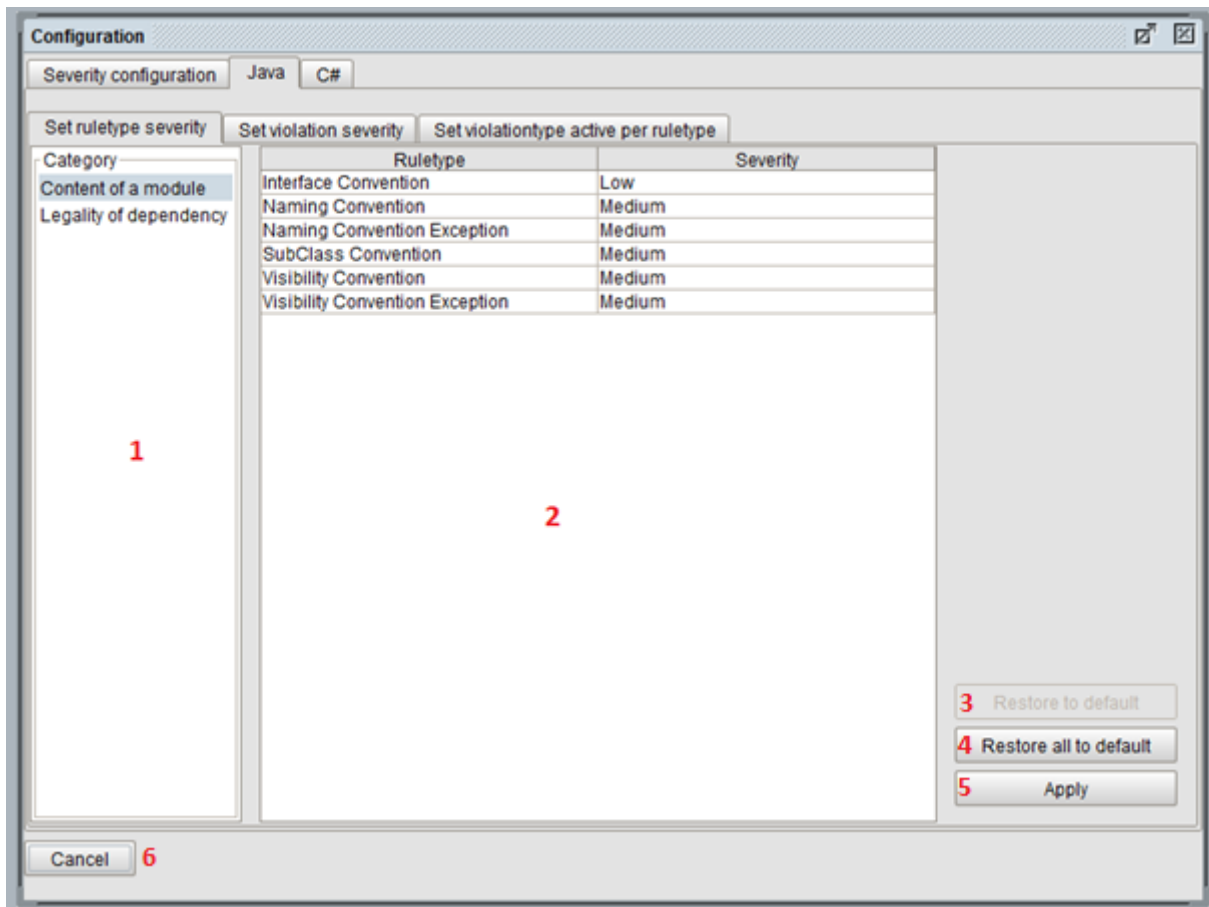 Configuration
Severity configuration Java C#
Set ruletype severity Set violation severity Set violationtype active per ruletype
Category
Content of a module
Legality of dependency
Ruletype Severity
Interface Convention Low
Naming Convention Medium
Naming Convention Exception Medium
SubClass Convention Medium
Visibility Convention Medium
Visibility Convention Exception Medium
1
2
3 Restore to default
4 Restore all to default
5 Apply
Cancel 6